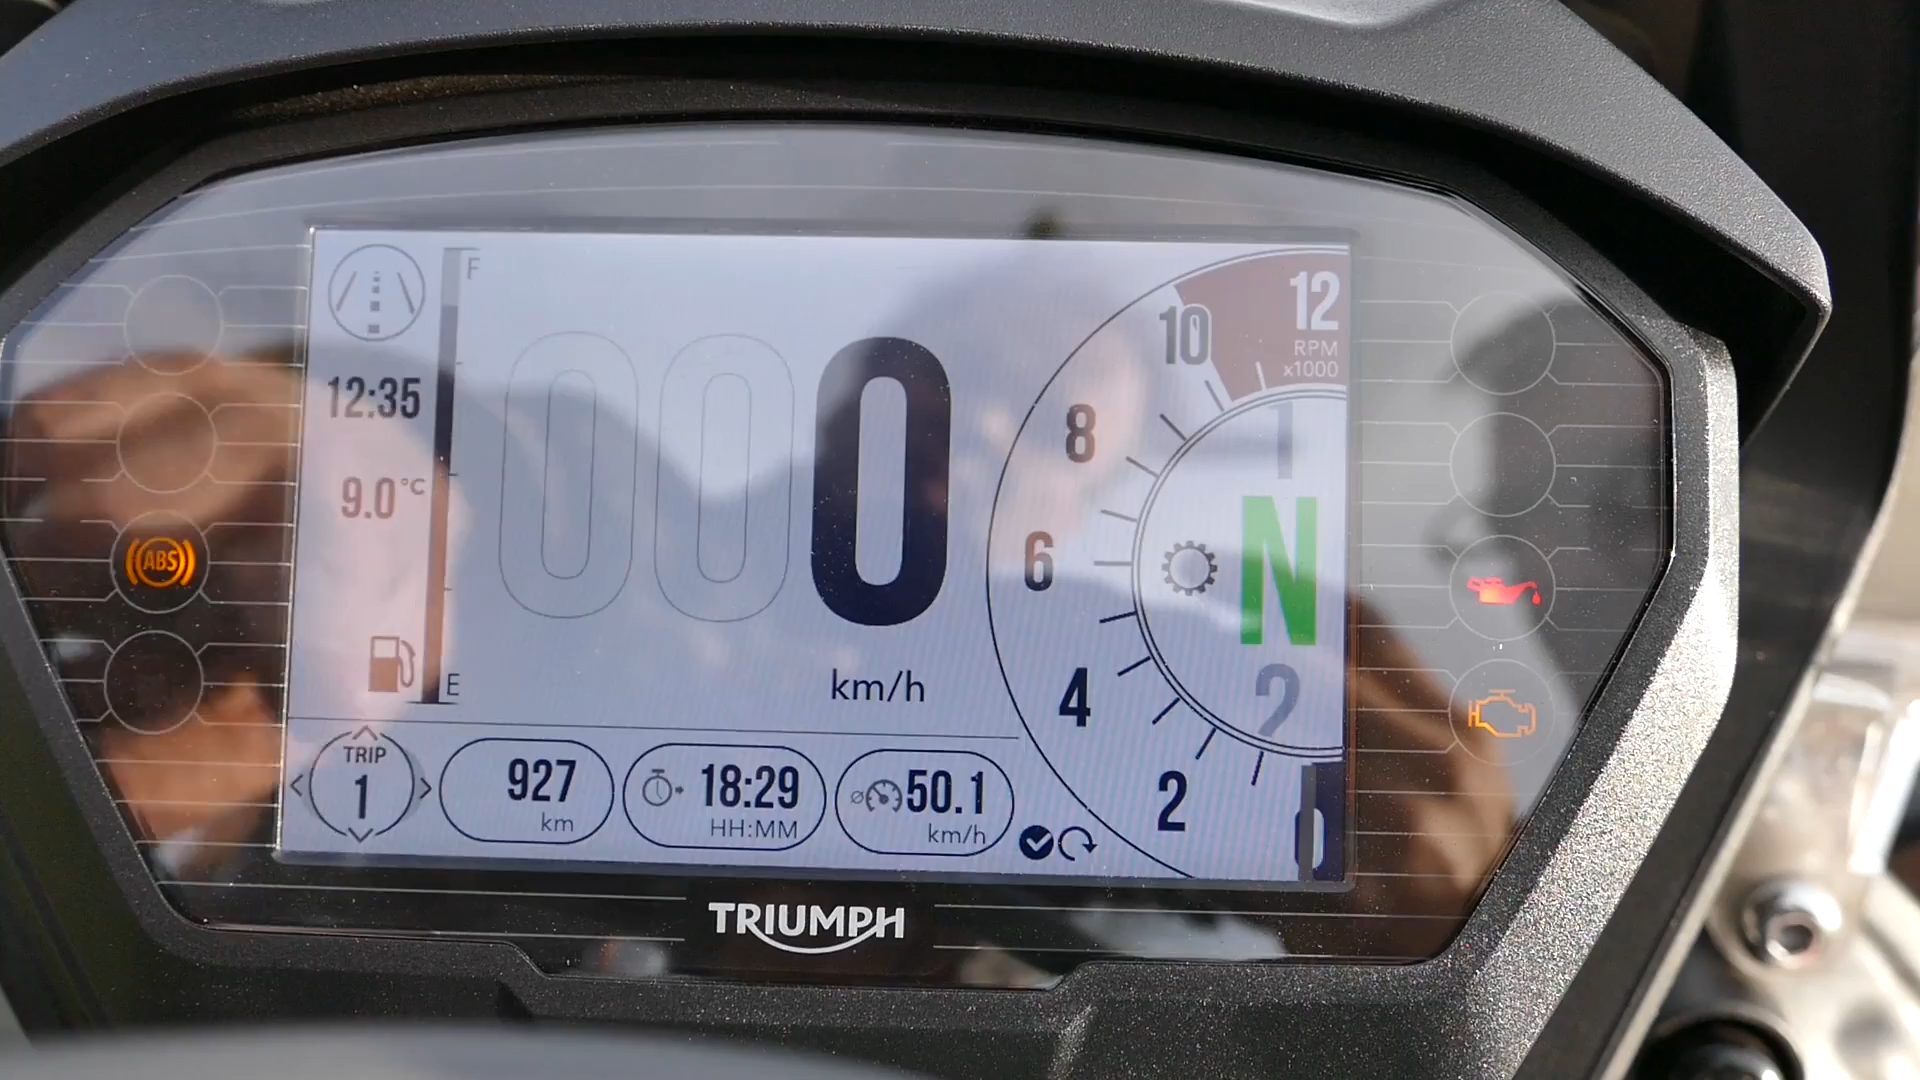 F
12:35
9.0°C
E
000
km/h
12
10
RPM
x1000
8
6
4
2
0
1
N
2
ABS
TRIP
1
927
km
18:29
HH:MM
ø 50.1
km/h
TRIUMPH